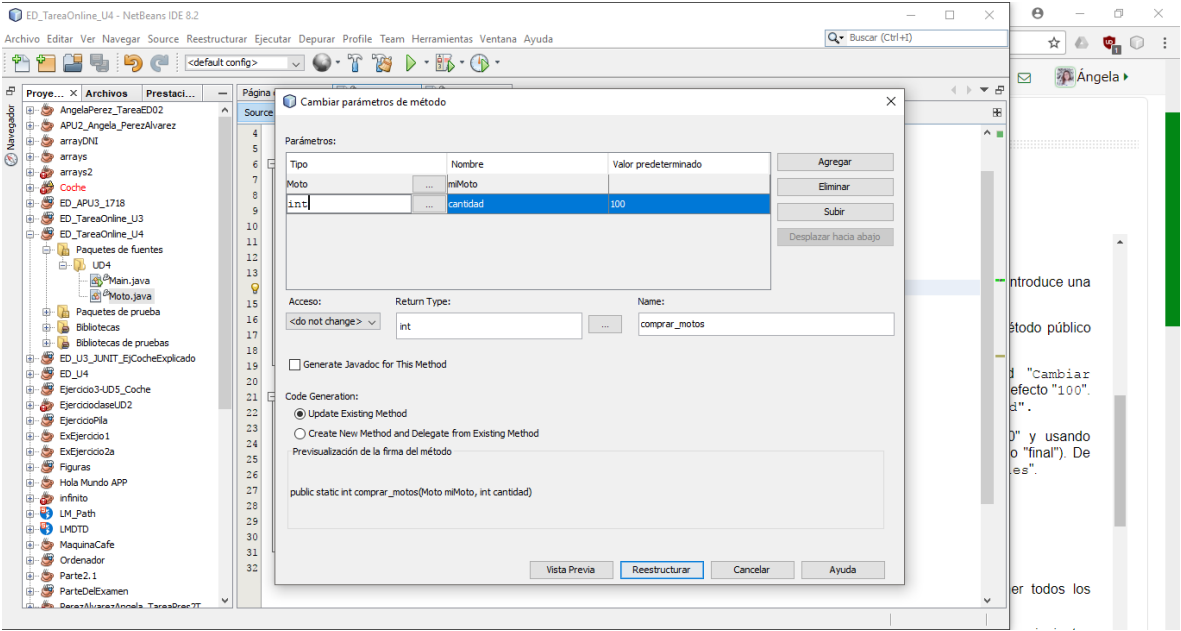 ED_TareaOnline_U4 - NetBeans IDE 8.2
Archivo Editar Ver Navegar Source Reestructurar Ejecutar Depurar Profile Team Herramientas Ventana Ayuda
Buscar (Ctrl+I)
<default config>
Ángela
Proye... × Archivos Prestaci...
Página
Source
Navegador
AngelaPerez_TareaED02
APU2_Angela_PerezAlvarez
arrayDNI
arrays
arrays2
Coche
ED_APU3_1718
ED_TareaOnline_U3
ED_TareaOnline_U4
Paquetes de fuentes
UD4
Main.java
Moto.java
Paquetes de prueba
Bibliotecas
Bibliotecas de pruebas
ED_U3_JUNIT_EjCocheExplicado
ED_U4
Ejercicio3-UD5_Coche
EjercicioclaseUD2
EjercicioPila
ExEjercicio1
ExEjercicio2a
Figuras
Hola Mundo APP
infinito
LM_Path
LMDTD
MaquinaCafe
Ordenador
Parte2.1
ParteDelExamen
PerezAlvarezAngela_TareaPres2T
4
5
6
7
8
9
10
11
12
13
15
16
17
18
19
20
21
22
23
24
25
26
27
28
29
30
31
32
Cambiar parámetros de método
Parámetros:
Tipo Nombre Valor predeterminado
Moto ... miMoto
int ... cantidad 100
Agregar
Eliminar
Subir
Desplazar hacia abajo
Acceso: Return Type: Name:
<do not change> int ... comprar_motos
Generate Javadoc for This Method
Code Generation:
Update Existing Method
Create New Method and Delegate from Existing Method
Previsualización de la firma del método
public static int comprar_motos(Moto miMoto, int cantidad)
Vista Previa Reestructurar Cancelar Ayuda
ntroduce una
étodo público
d "Cambiar
efecto "100".
d".
0" y usando
o "final"). De
les".
er todos los